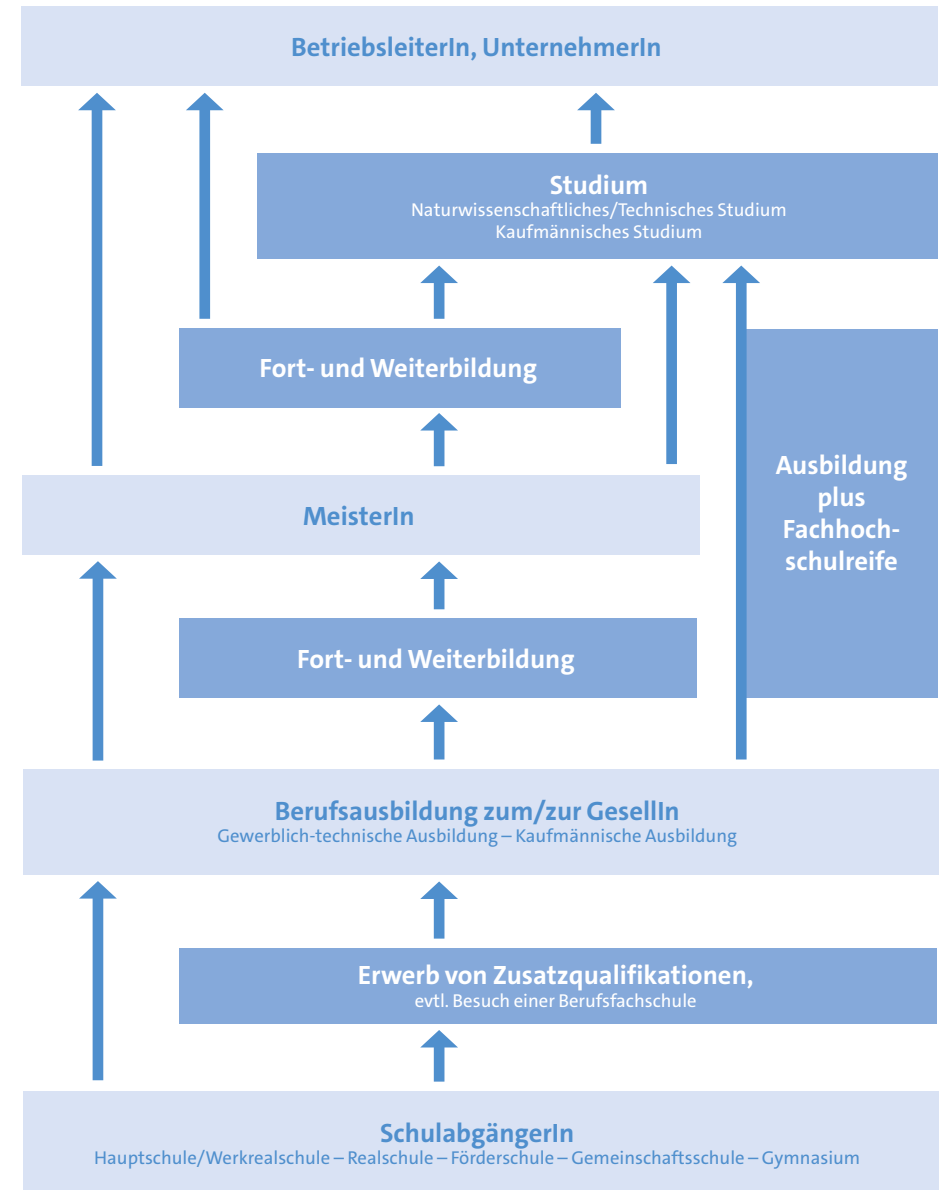 BetriebsleiterIn, UnternehmerIn
Studium
Naturwissenschaftliches/Technisches Studium
Kaufmännisches Studium
Fort- und Weiterbildung
Ausbildung
plus
Fachhoch-
schulreife
MeisterIn
Fort- und Weiterbildung
Berufsausbildung zum/zur GesellIn
Gewerblich-technische Ausbildung – Kaufmännische Ausbildung
Erwerb von Zusatzqualifikationen,
evtl. Besuch einer Berufsfachschule
SchulabgängerIn
Hauptschule/Werkrealschule – Realschule – Förderschule – Gemeinschaftsschule – Gymnasium